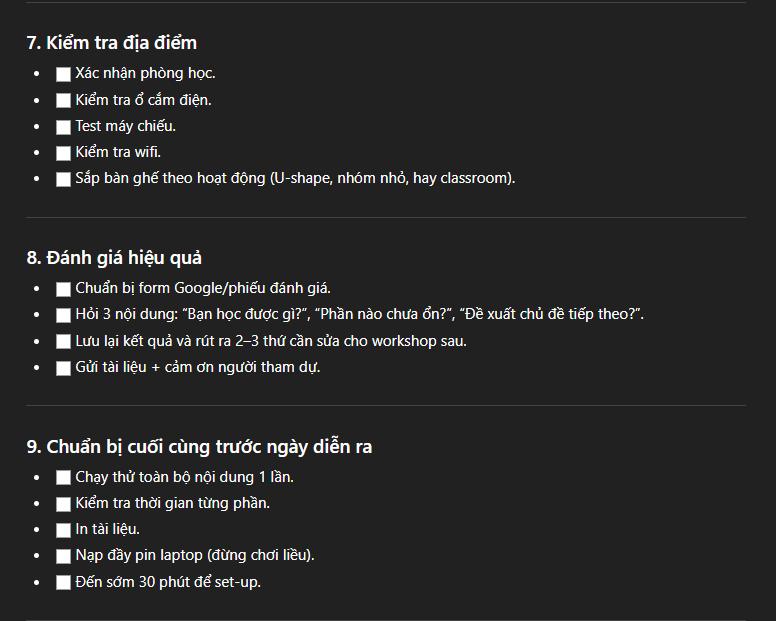 7. Kiểm tra địa điểm
Xác nhận phòng học.
Kiểm tra ổ cắm điện.
Test máy chiếu.
Kiểm tra wifi.
Sắp bàn ghế theo hoạt động (U-shape, nhóm nhỏ, hay classroom).
8. Đánh giá hiệu quả
Chuẩn bị form Google/phiếu đánh giá.
Hỏi 3 nội dung: “Bạn học được gì?”, “Phần nào chưa ổn?”, “Đề xuất chủ đề tiếp theo?”.
Lưu lại kết quả và rút ra 2–3 thứ cần sửa cho workshop sau.
Gửi tài liệu + cảm ơn người tham dự.
9. Chuẩn bị cuối cùng trước ngày diễn ra
Chạy thử toàn bộ nội dung 1 lần.
Kiểm tra thời gian từng phần.
In tài liệu.
Nạp đầy pin laptop (đừng chơi liều).
Đến sớm 30 phút để set-up.